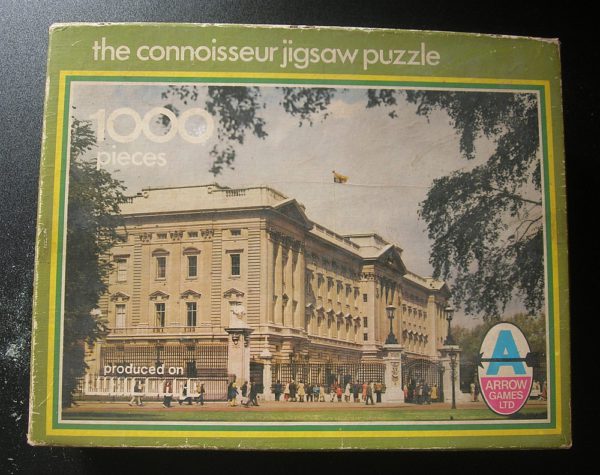 the connoisseur jigsaw puzzle
1000
pieces
produced on
A
ARROW
GAMES
LTD